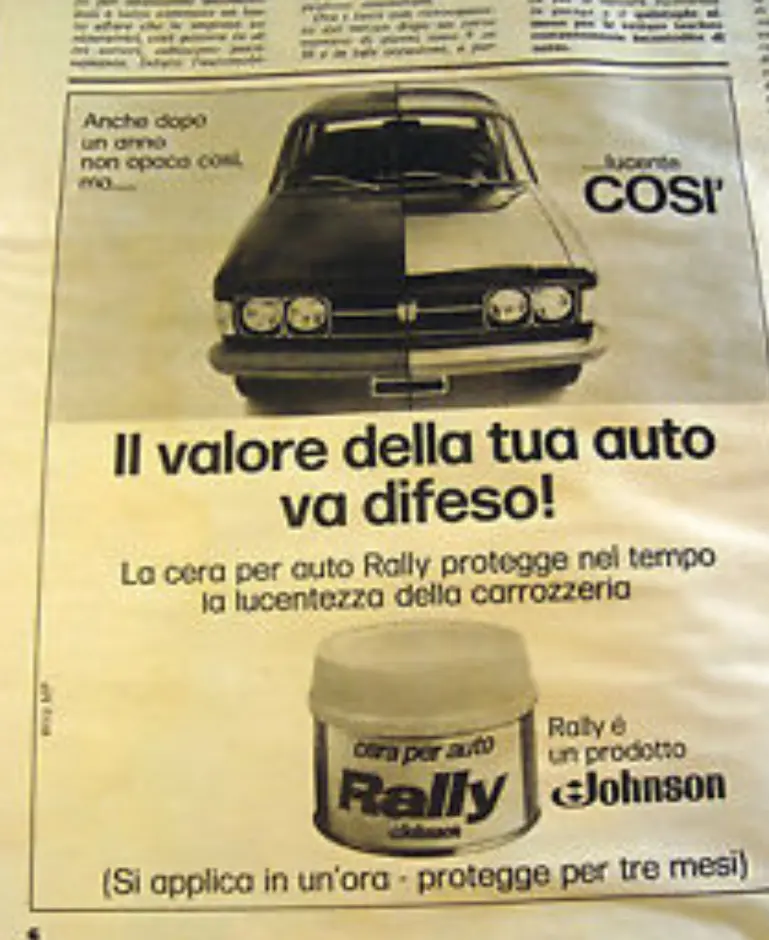 Anche dopo
un anno
non opaca così,
ma....
....lucente
COSI'
Il valore della tua auto
va difeso!
La cera per auto Rally protegge nel tempo
la lucentezza della carrozzeria
cera per auto
Rally
Johnson
Rally è
un prodotto
Johnson
(Si applica in un'ora - protegge per tre mesi)
6